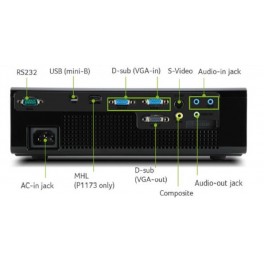 RS232
USB (mini-B)
D-sub (VGA-in)
S-Video
Audio-in jack
AC-in jack
MHL
(P1173 only)
D-sub
(VGA-out)
Composite
Audio-out jack